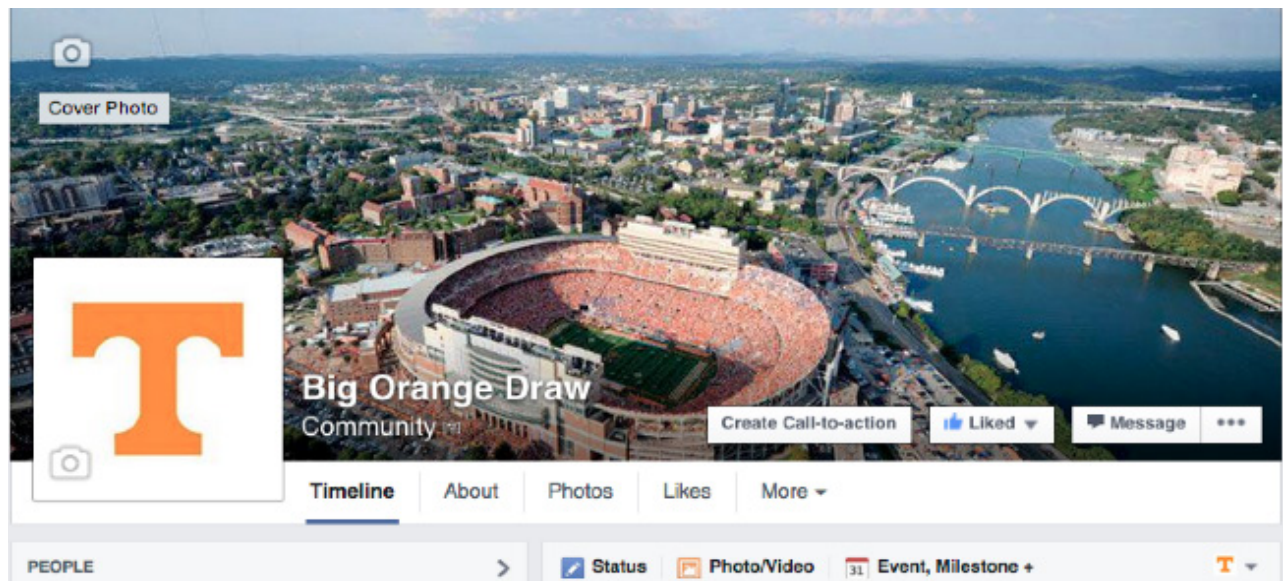 Cover Photo
T
Big Orange Draw
Community
Create Call-to-action
Liked
Message
•••
Timeline
About
Photos
Likes
More
PEOPLE
Status
Photo/Video
31
Event, Milestone +
T